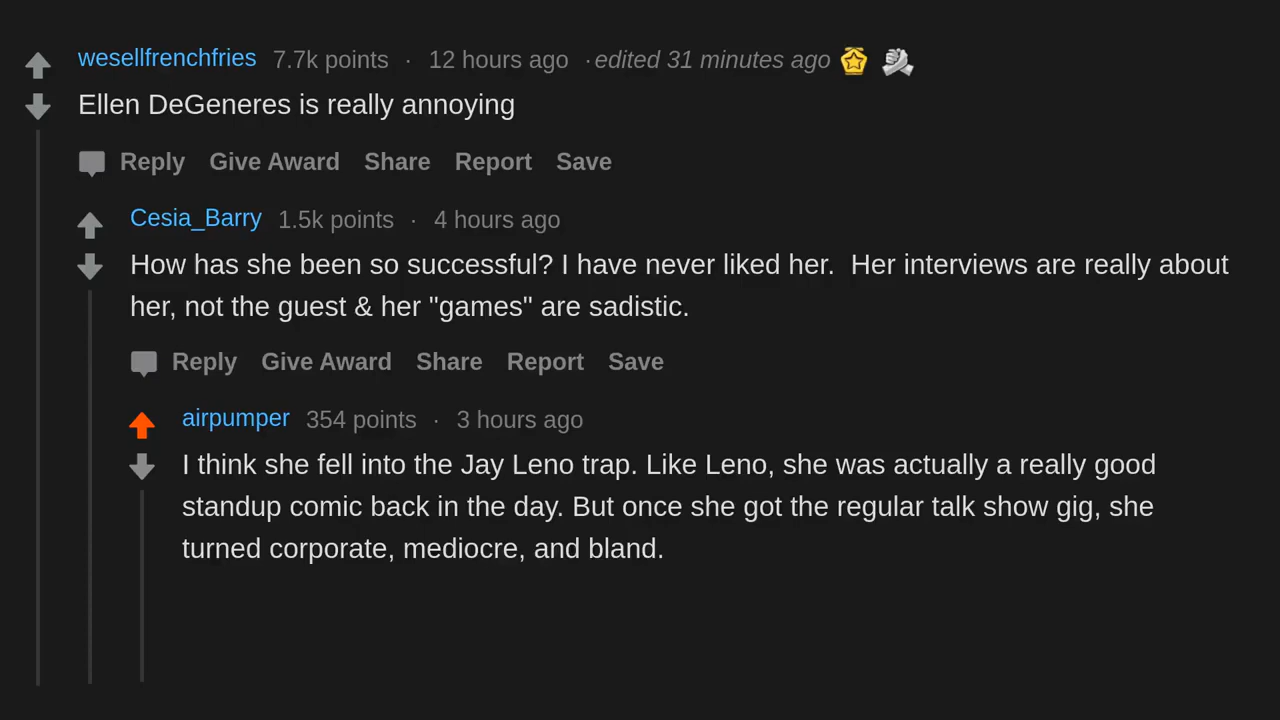 wesellfrenchfries 7.7k points · 12 hours ago · edited 31 minutes ago
Ellen DeGeneres is really annoying
Reply Give Award Share Report Save
Cesia_Barry 1.5k points · 4 hours ago
How has she been so successful? I have never liked her.  Her interviews are really about
her, not the guest & her "games" are sadistic.
Reply Give Award Share Report Save
airpumper 354 points · 3 hours ago
I think she fell into the Jay Leno trap. Like Leno, she was actually a really good
standup comic back in the day. But once she got the regular talk show gig, she
turned corporate, mediocre, and bland.